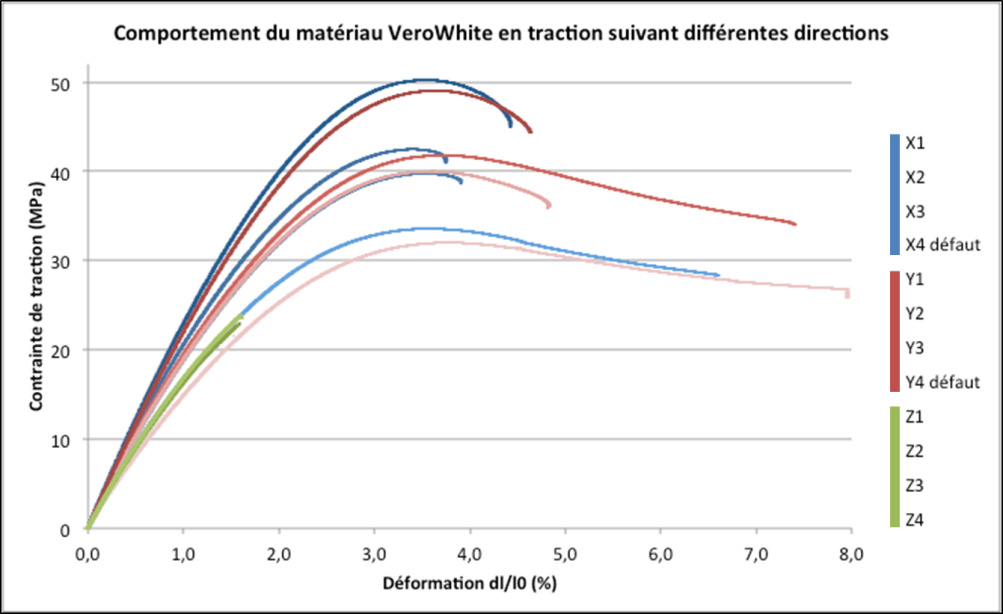 Comportement du matériau VeroWhite en traction suivant différentes directions
Contrainte de traction (MPa)
50
40
30
20
10
0
0,0 1,0 2,0 3,0 4,0 5,0 6,0 7,0 8,0
Déformation dl/l0 (%)
X1
X2
X3
X4 défaut
Y1
Y2
Y3
Y4 défaut
Z1
Z2
Z3
Z4